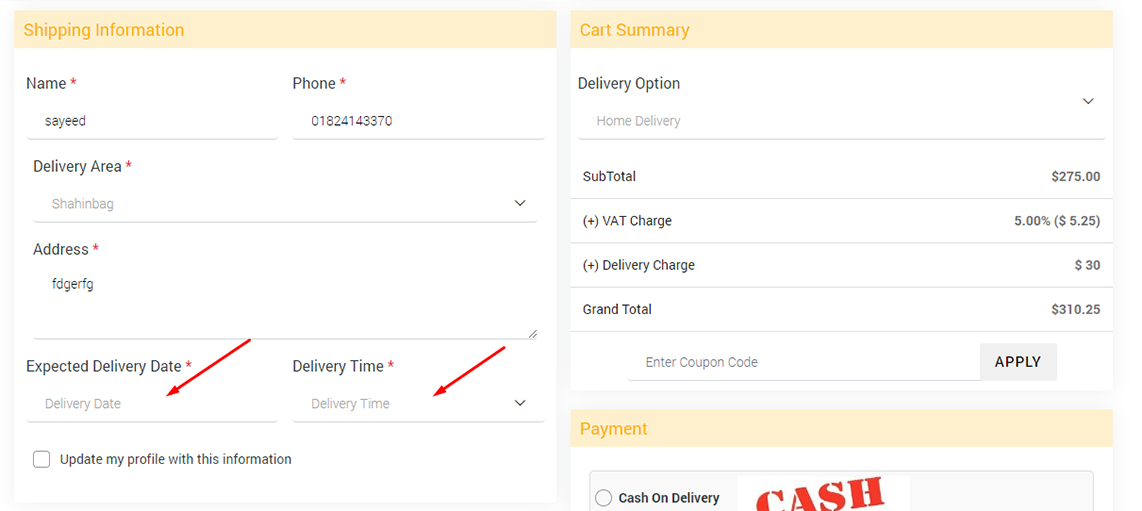 Shipping Information
Name *
Phone *
sayeed
01824143370
Delivery Area *
Shahinbag
Address *
fdgerfg
Expected Delivery Date *
Delivery Time *
Delivery Date
Delivery Time
Update my profile with this information
Cart Summary
Delivery Option
Home Delivery
SubTotal $275.00
(+) VAT Charge 5.00% ($ 5.25)
(+) Delivery Charge $ 30
Grand Total $310.25
Enter Coupon Code APPLY
Payment
Cash On Delivery
CASH